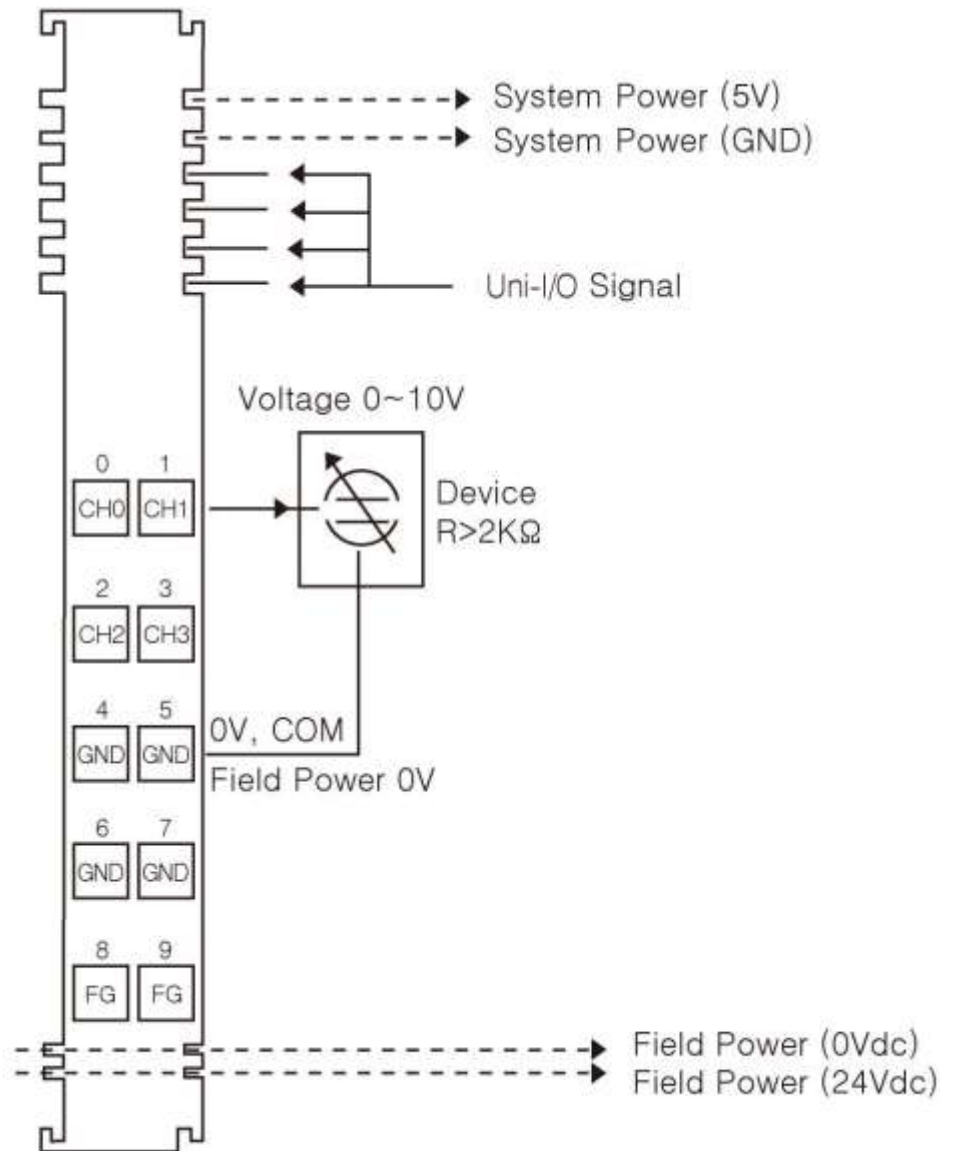 System Power (5V)
System Power (GND)
Uni-I/O Signal
Voltage 0~10V
0 1
CH0 CH1
Device
R>2KΩ
2 3
CH2 CH3
4 5
GND GND
0V, COM
Field Power 0V
6 7
GND GND
8 9
FG FG
Field Power (0Vdc)
Field Power (24Vdc)